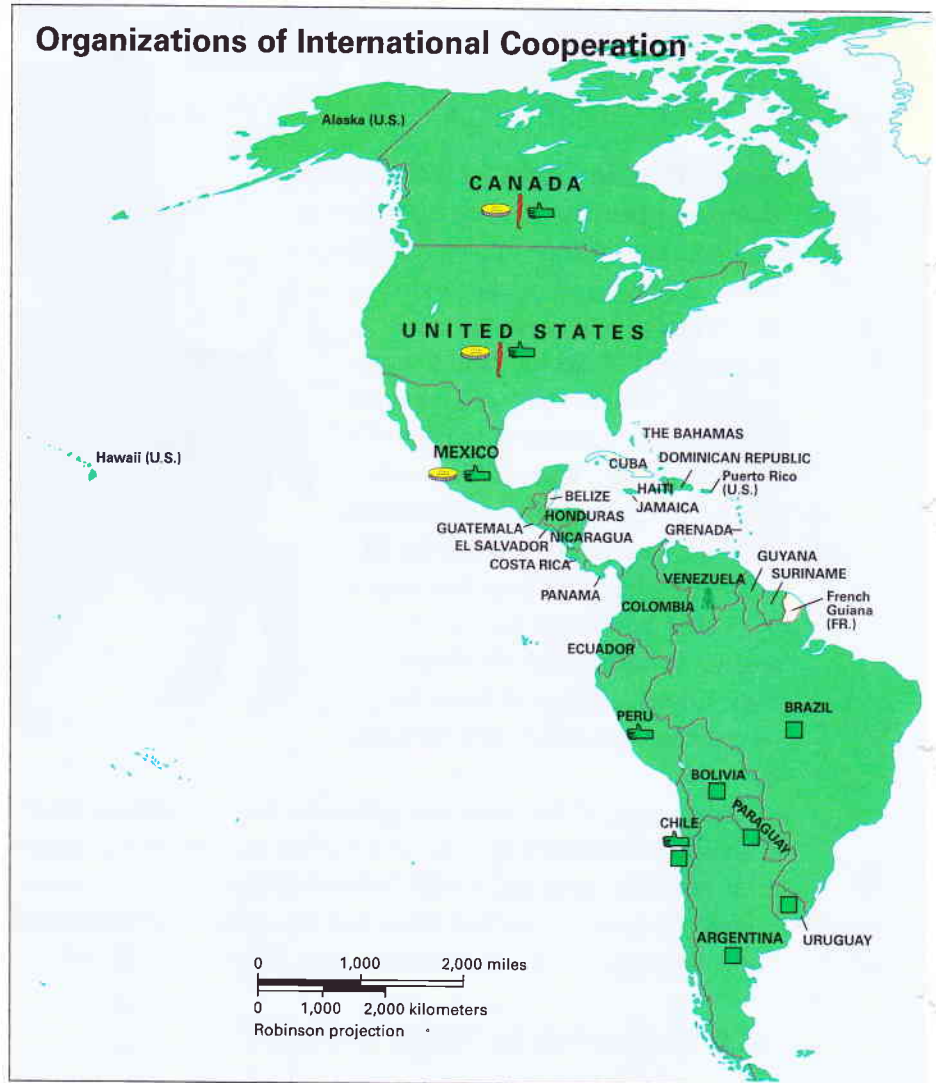 Organizations of International Cooperation
Alaska (U.S.)
CANADA
UNITED STATES
Hawaii (U.S.)
MEXICO
THE BAHAMAS
CUBA
DOMINICAN REPUBLIC
HAITI
Puerto Rico
(U.S.)
JAMAICA
BELIZE
HONDURAS
GUATEMALA
NICARAGUA
EL SALVADOR
COSTA RICA
GRENADA
PANAMA
VENEZUELA
GUYANA
SURINAME
French
Guiana
(FR.)
COLOMBIA
ECUADOR
PERU
BRAZIL
BOLIVIA
PARAGUAY
CHILE
URUGUAY
ARGENTINA
0 1,000 2,000 miles
0 1,000 2,000 kilometers
Robinson projection